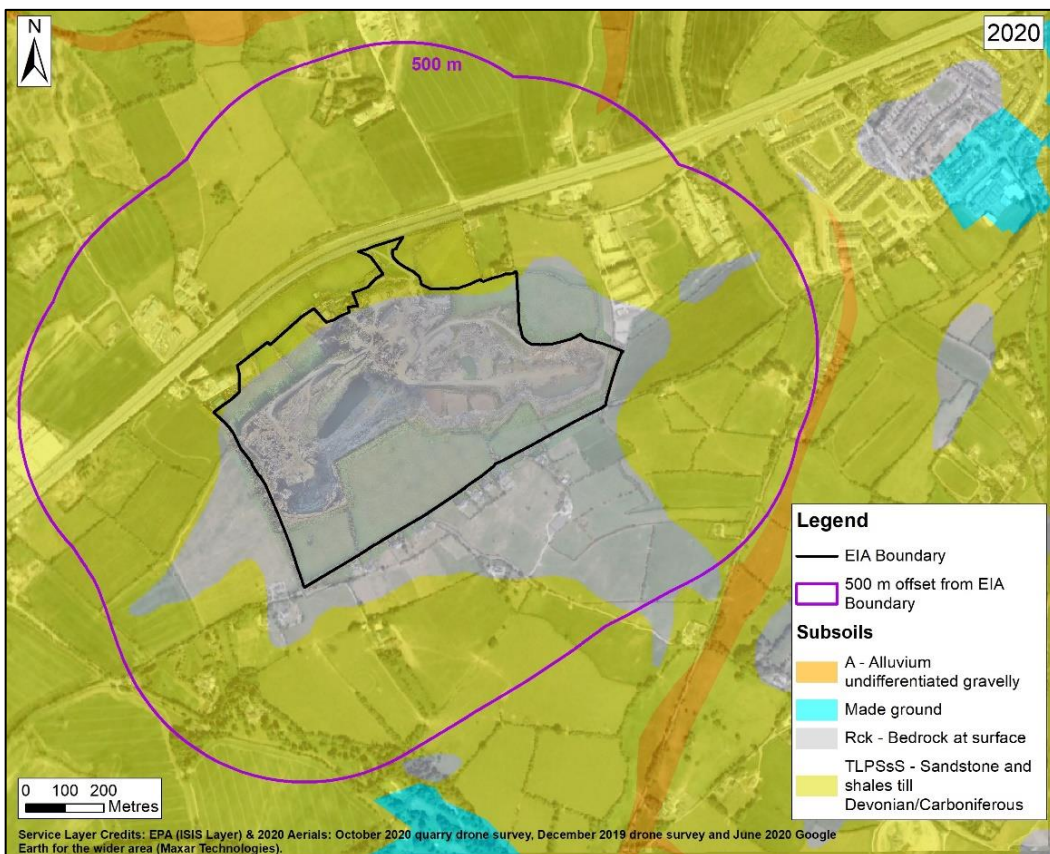 N
2020
500 m
Legend
EIA Boundary
500 m offset from EIA
Boundary
Subsoils
A - Alluvium
undifferentiated gravelly
Made ground
Rck - Bedrock at surface
TLPSsS - Sandstone and
shales till
Devonian/Carboniferous
0 100 200
Metres
Service Layer Credits: EPA (ISIS Layer) & 2020 Aerials: October 2020 quarry drone survey, December 2019 drone survey and June 2020 Google
Earth for the wider area (Maxar Technologies).